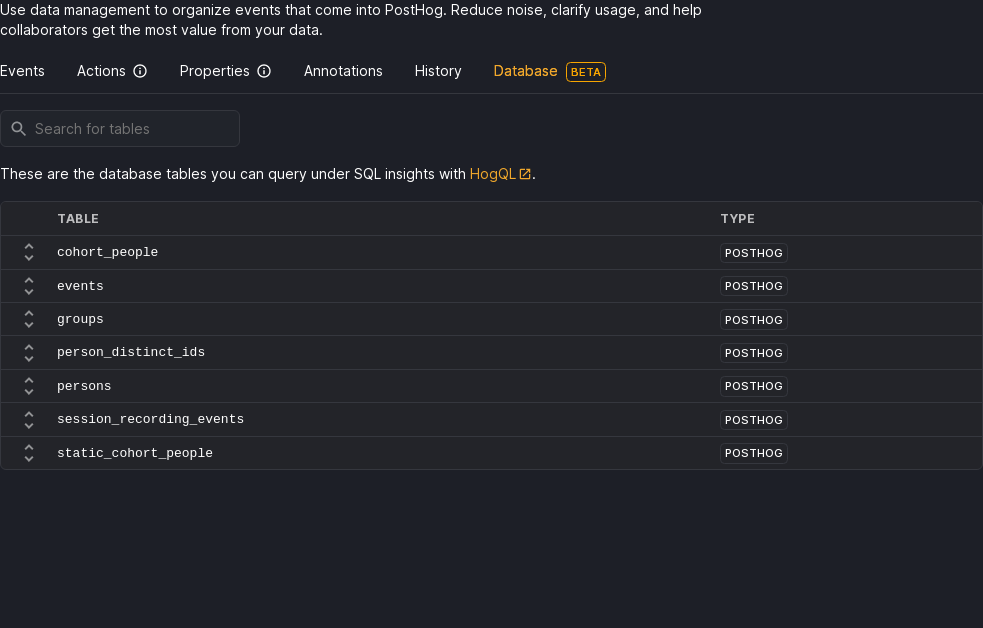 Use data management to organize events that come into PostHog. Reduce noise, clarify usage, and help
collaborators get the most value from your data.
Events Actions Properties Annotations History Database BETA
Search for tables
These are the database tables you can query under SQL insights with HogQL.
TABLE TYPE
cohort_people POSTHOG
events POSTHOG
groups POSTHOG
person_distinct_ids POSTHOG
persons POSTHOG
session_recording_events POSTHOG
static_cohort_people POSTHOG